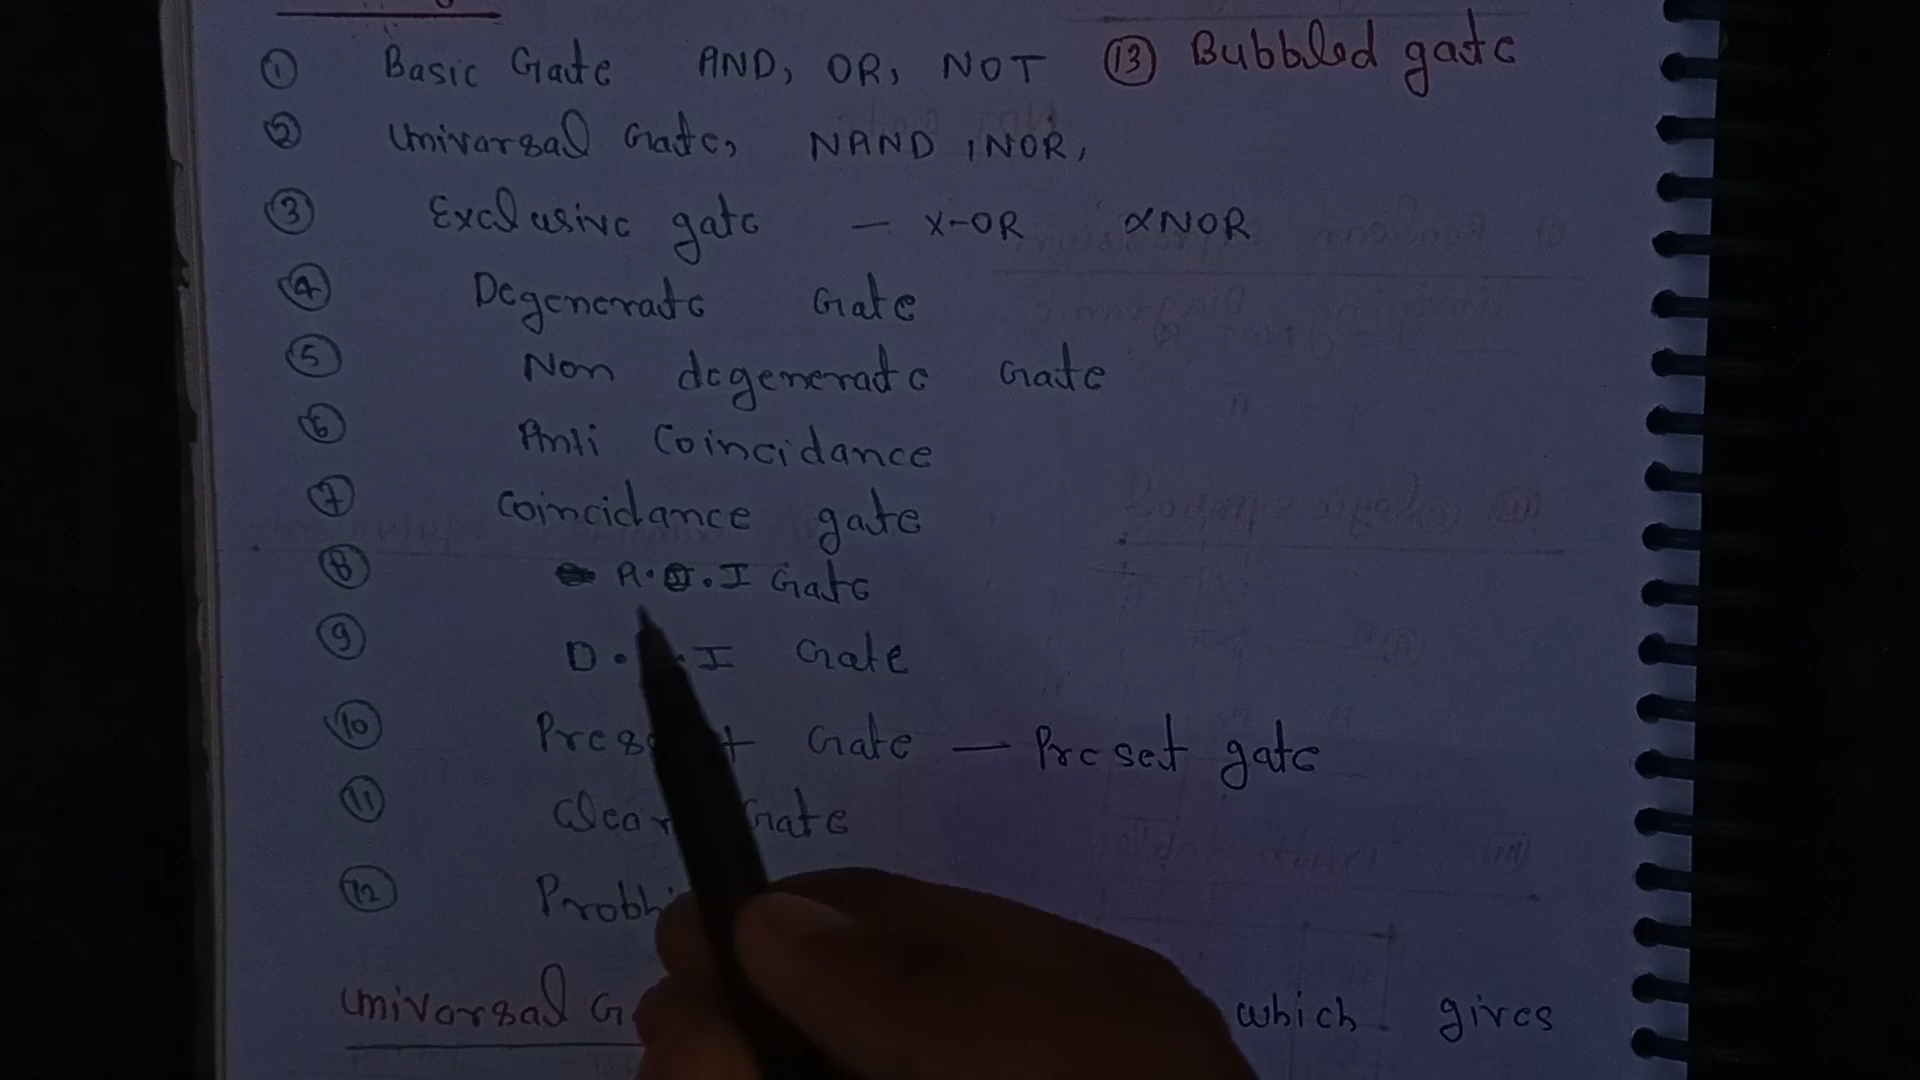 ① Basic Gate AND, OR, NOT ⑬ Bubbled gate
② Univarsal Gate, NAND, NOR,
③ Exclusive gate - X-OR XNOR
④ Degenerate Gate
⑤ Non degenerate Gate
⑥ Anti Coincidance
⑦ Coincidance gate
⑧ A.O.I Gate
⑨ D. .I Gate
⑩ Gate - Preset gate
⑪ Clear Gate
⑫
Univorsal which gives